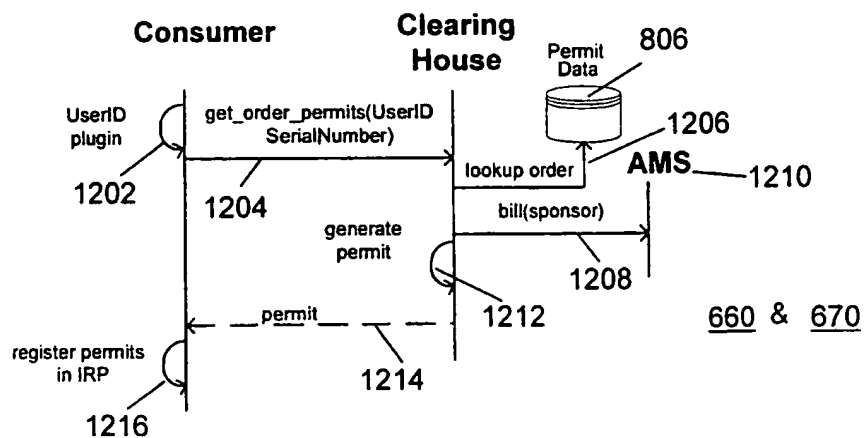 Consumer
Clearing
House
Permit
Data
806
UserID
plugin
get_order_permits(UserID
SerialNumber)
1202
1204
1206
lookup order
AMS
1210
bill(sponsor)
1208
generate
permit
1212
660 & 670
permit
1214
register permits
in IRP
1216